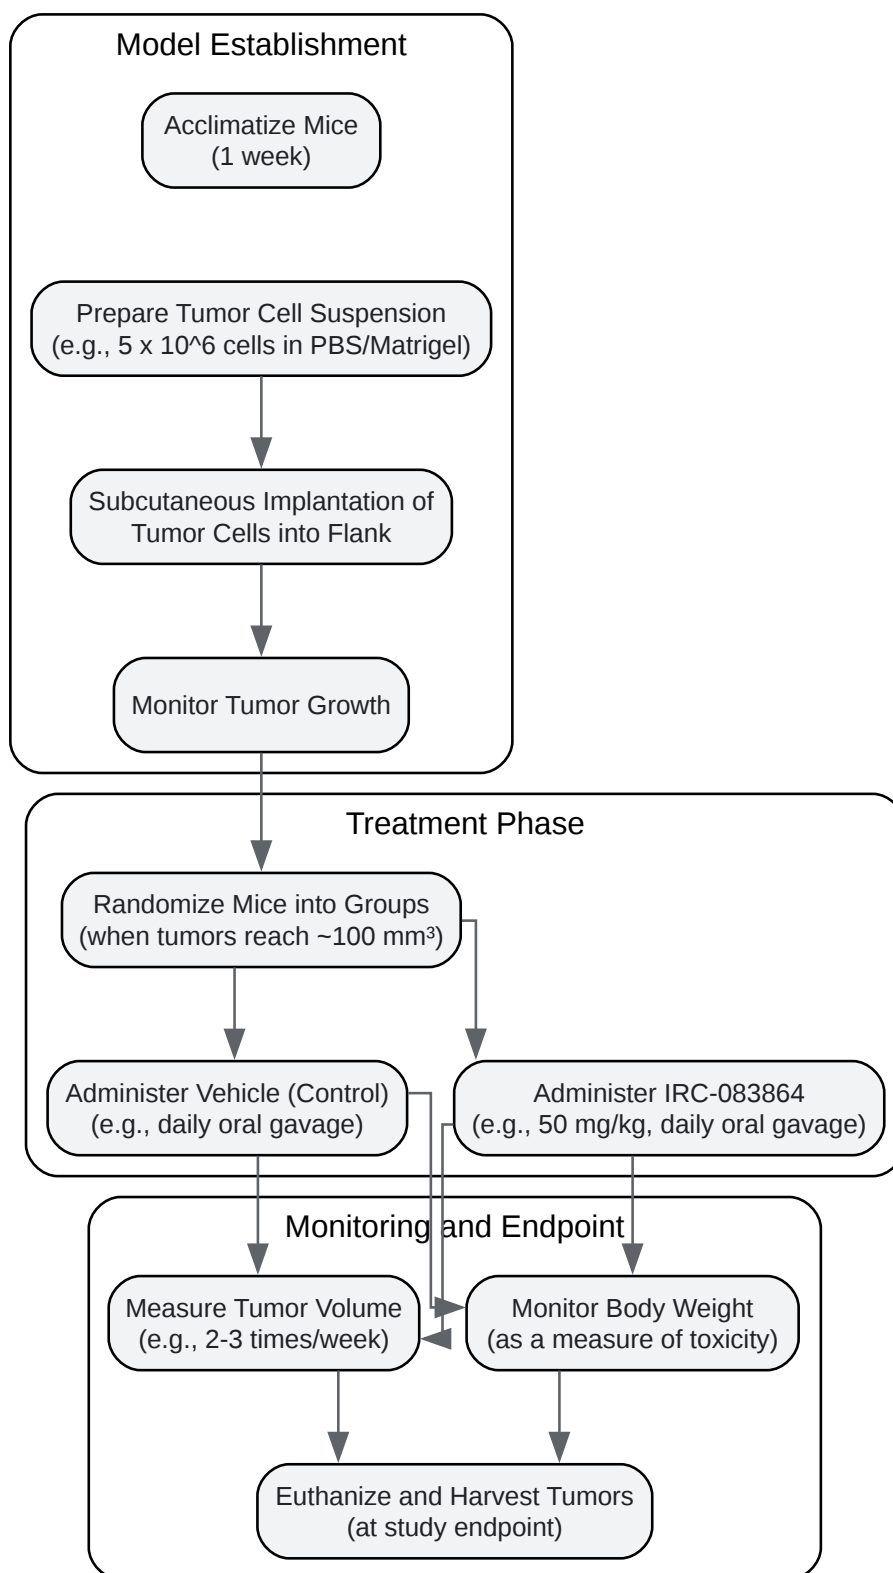 Model Establishment
Acclimatize Mice
(1 week)
Prepare Tumor Cell Suspension
(e.g., 5 x 10^6 cells in PBS/Matrigel)
Subcutaneous Implantation of
Tumor Cells into Flank
Monitor Tumor Growth
Treatment Phase
Randomize Mice into Groups
(when tumors reach ~100 mm³)
Administer Vehicle (Control)
(e.g., daily oral gavage)
Administer IRC-083864
(e.g., 50 mg/kg, daily oral gavage)
Monitoring and Endpoint
Measure Tumor Volume
(e.g., 2-3 times/week)
Monitor Body Weight
(as a measure of toxicity)
Euthanize and Harvest Tumors
(at study endpoint)